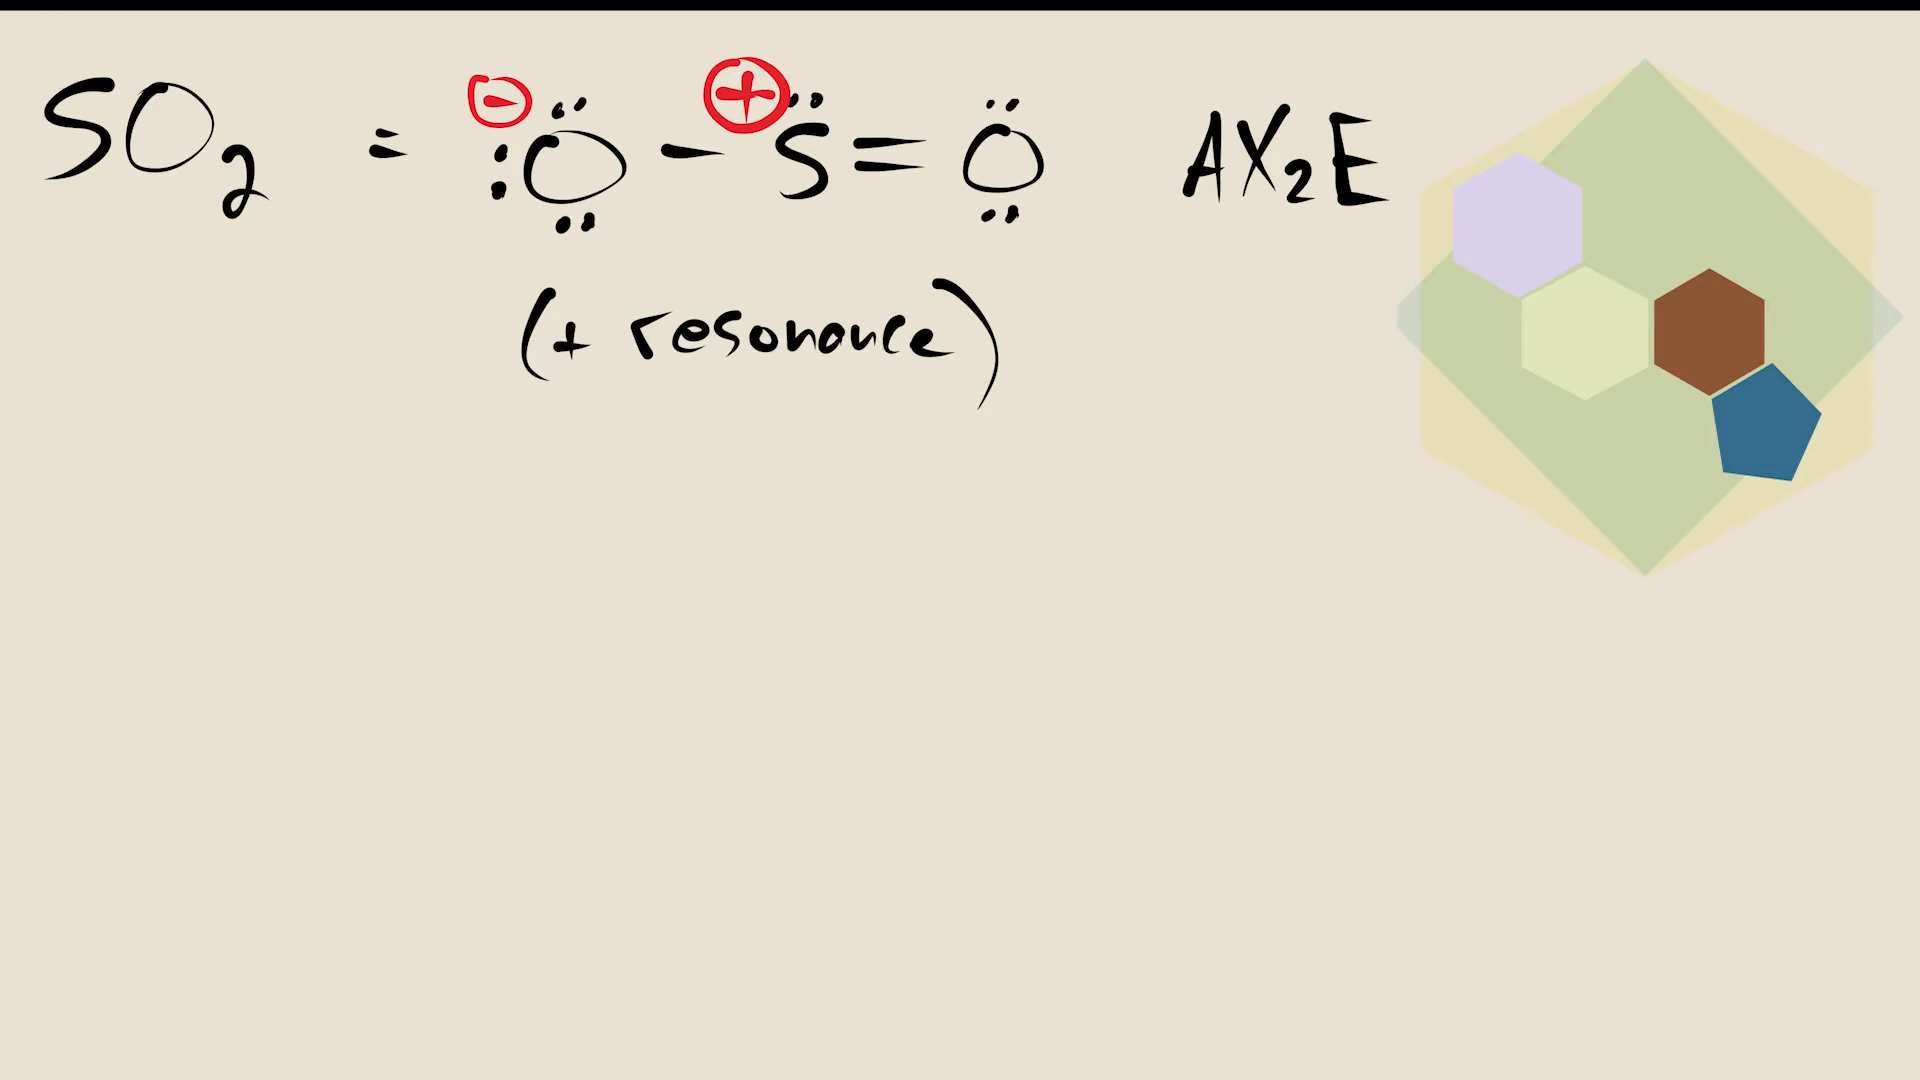 SO₂ = ⊖ :Ö̤ – ⊕ S̈ = Ö̤ AX₂E
(+ resonance)